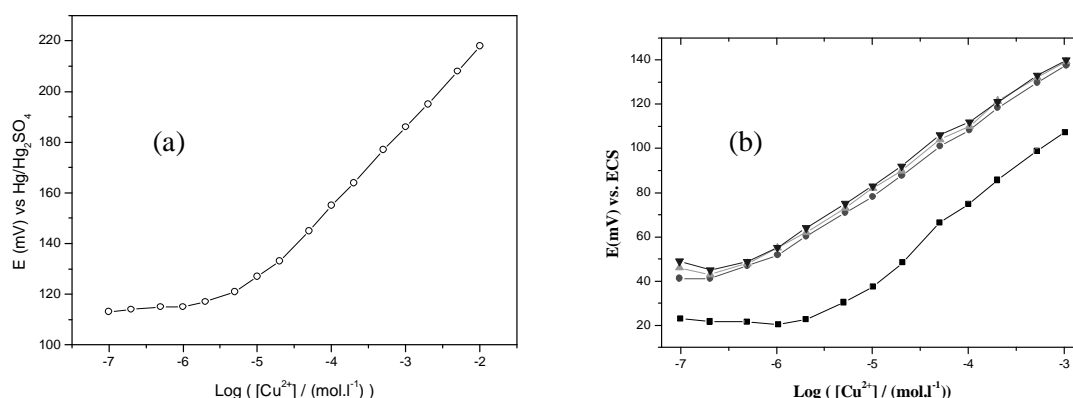 (a)
E (mV) vs Hg/Hg2SO4
220
200
180
160
140
120
100
-7 -6 -5 -4 -3 -2
Log ( [Cu2+] / (mol.l-1) )
(b)
E(mV) vs. ECS
140
120
100
80
60
40
20
-7 -6 -5 -4 -3
Log ( [Cu2+] / (mol.l-1))